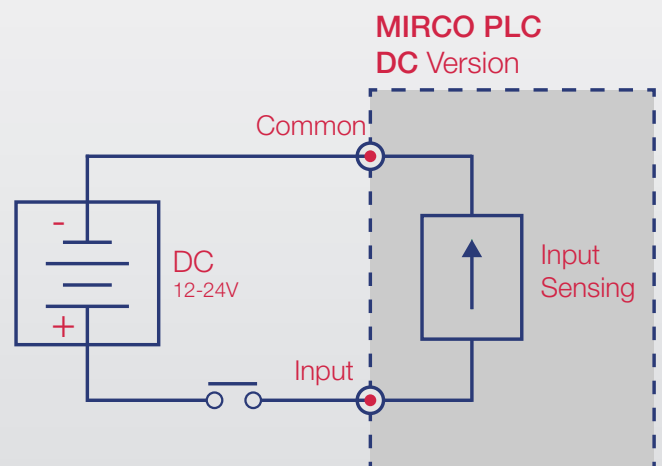 MIRCO PLC
DC Version
Common
-
DC
12-24V
+
Input
Sensing
Input